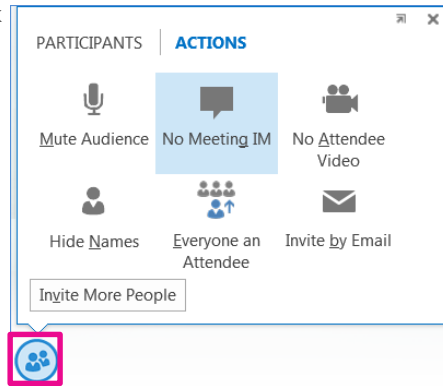 PARTICIPANTS ACTIONS
Mute Audience No Meeting IM No Attendee
Video
Hide Names Everyone an Invite by Email
Attendee
Invite More People